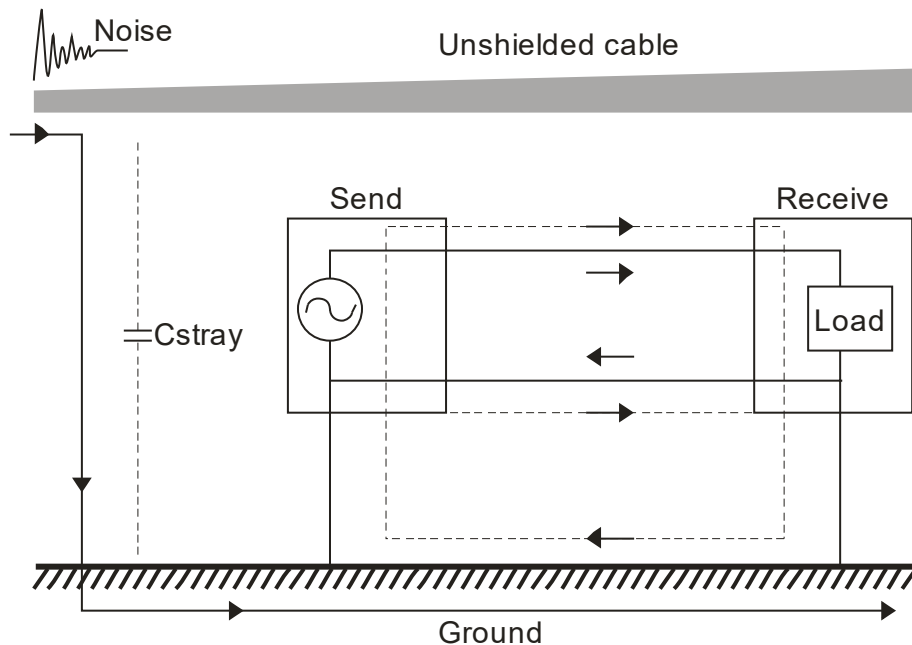 Noise
Unshielded cable
Send
Receive
Cstray
Load
Ground